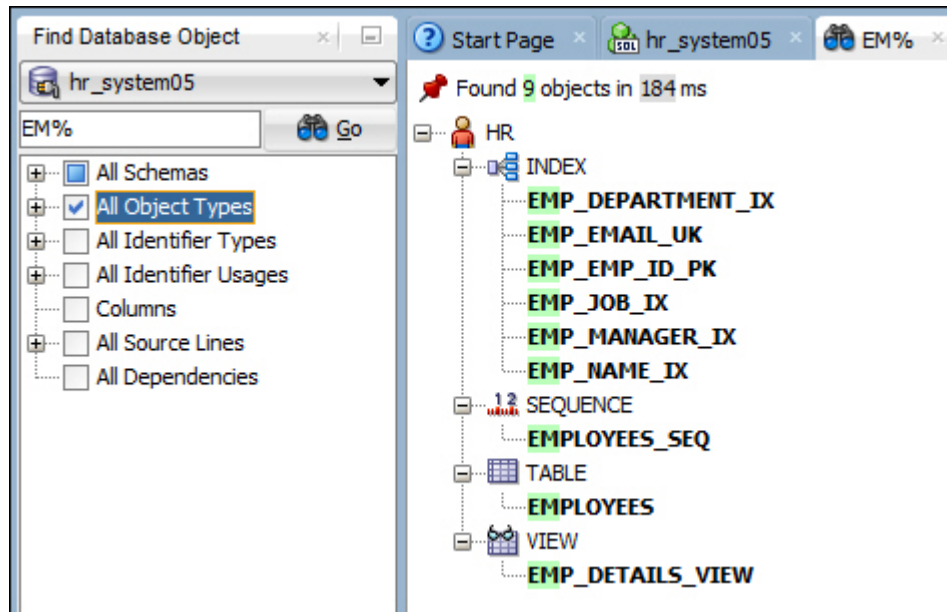 Find Database Object
hr_system05
EM%
Go
All Schemas
All Object Types
All Identifier Types
All Identifier Usages
Columns
All Source Lines
All Dependencies
Start Page
hr_system05
EM%
Found 9 objects in 184 ms
HR
INDEX
EMP_DEPARTMENT_IX
EMP_EMAIL_UK
EMP_EMP_ID_PK
EMP_JOB_IX
EMP_MANAGER_IX
EMP_NAME_IX
SEQUENCE
EMPLOYEES_SEQ
TABLE
EMPLOYEES
VIEW
EMP_DETAILS_VIEW